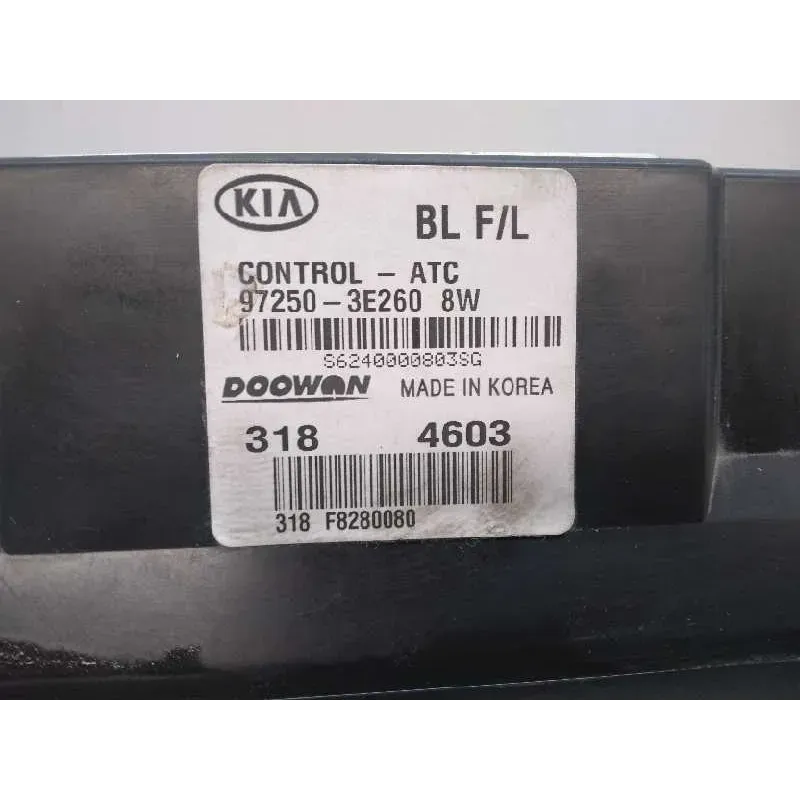 KIA
BL F/L
CONTROL - ATC
97250-3E260 8W
S6240000803SG
DOOWON MADE IN KOREA
318 4603
318 F8280080